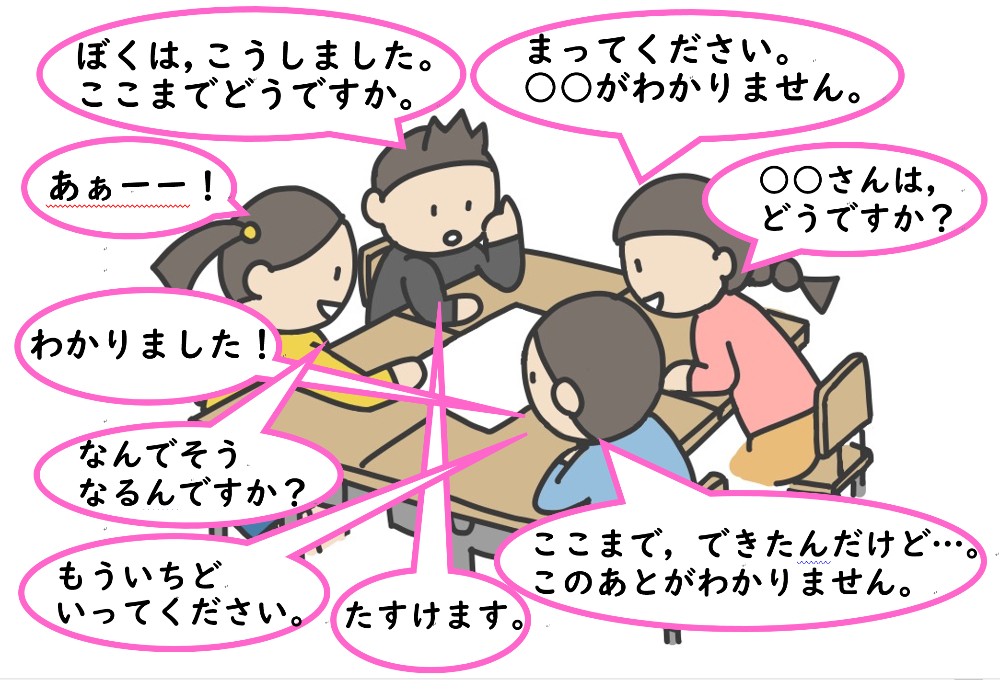 ぼくは,こうしました。
ここまでどうですか。
まってください。
〇〇がわかりません。
あぁーー！
〇〇さんは,
どうですか？
わかりました！
なんでそう
なるんですか？
もういちど
いってください。
たすけます。
ここまで,できたんだけど…。
このあとがわかりません。